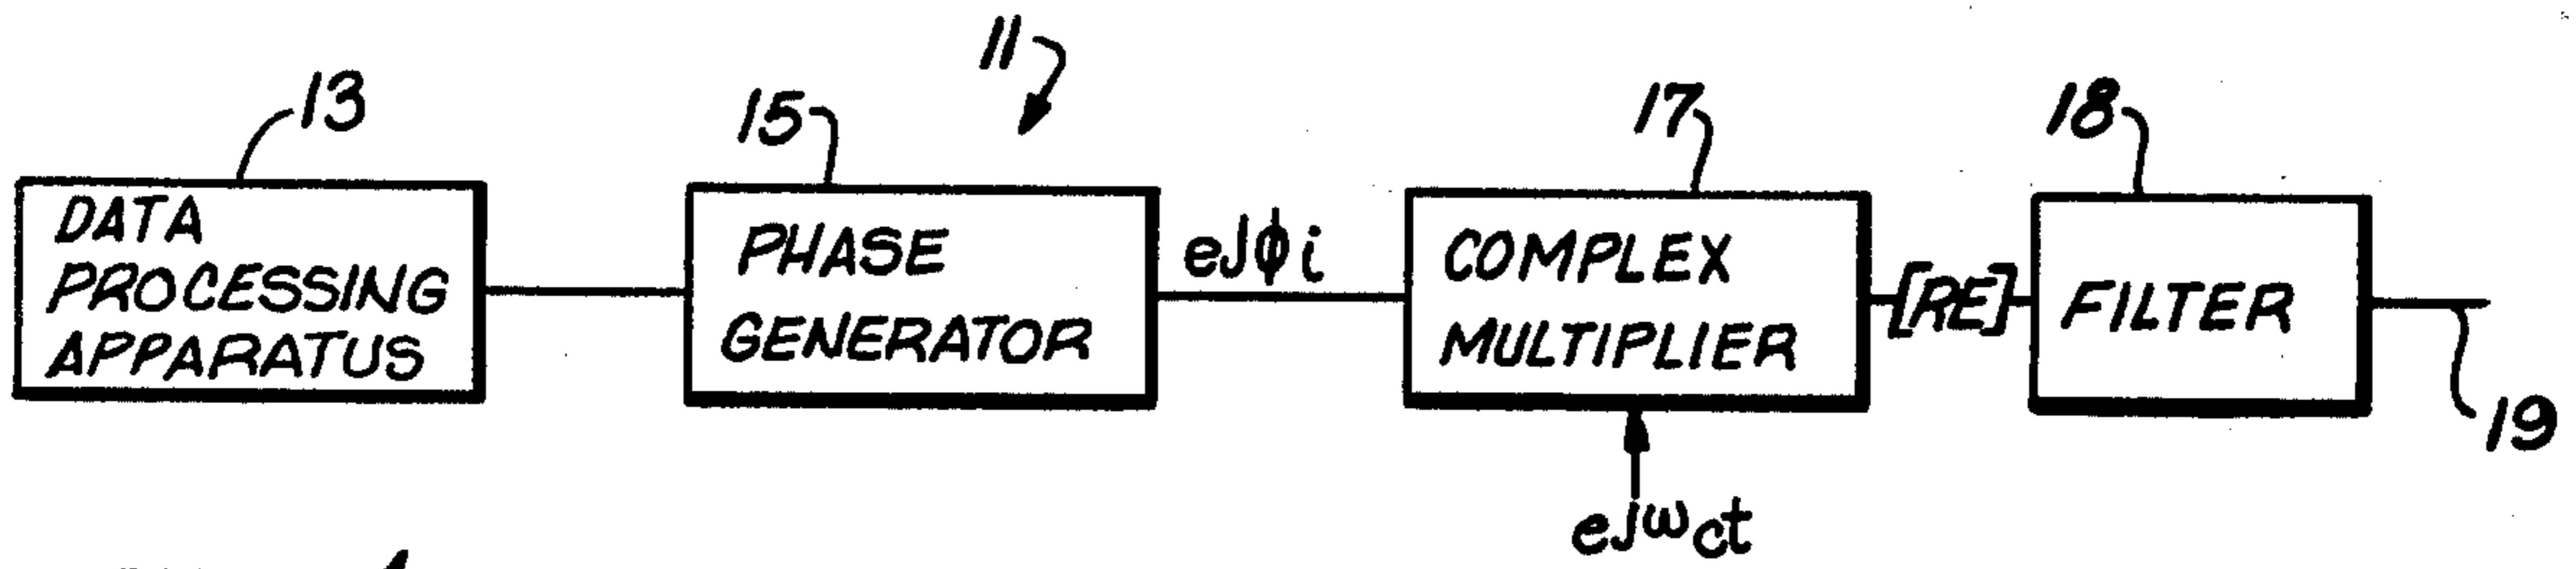 11
13
15
17
18
DATA
PROCESSING
APPARATUS
PHASE
GENERATOR
eJϕi
COMPLEX
MULTIPLIER
[RE]
FILTER
19
ejωct